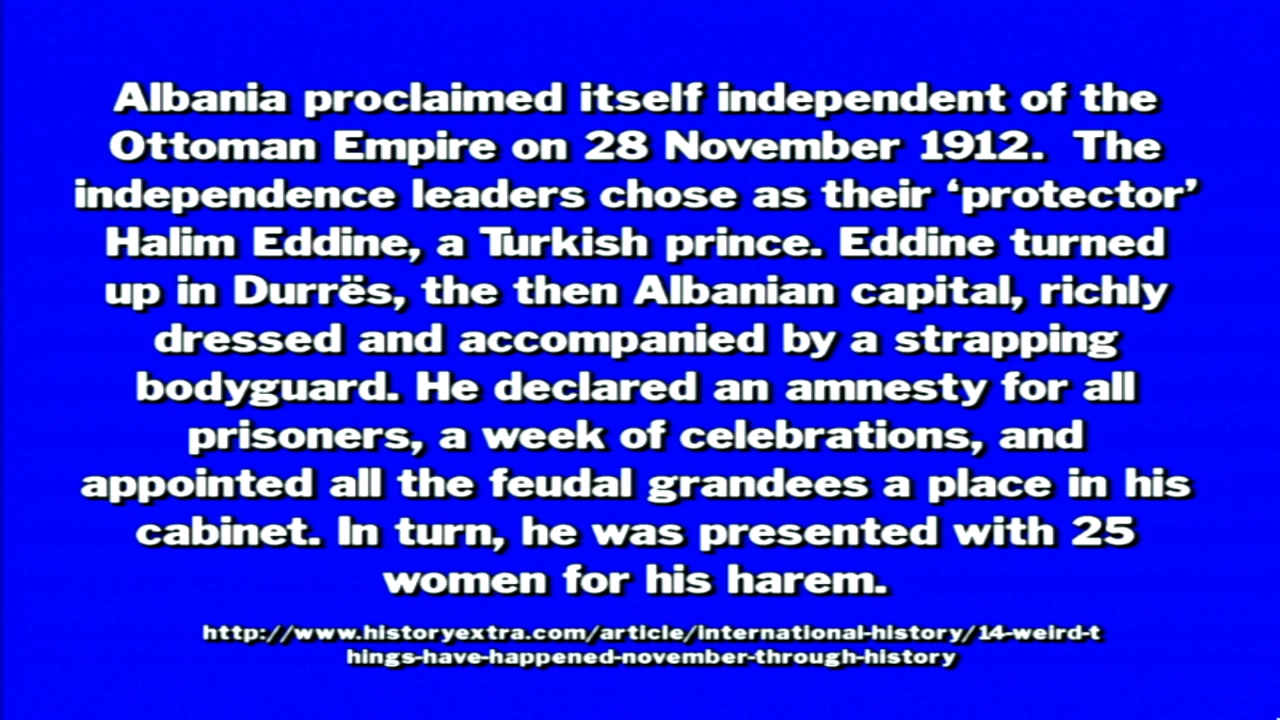 Albania proclaimed itself independent of the
Ottoman Empire on 28 November 1912.  The
independence leaders chose as their ‘protector’
Halim Eddine, a Turkish prince. Eddine turned
up in Durrës, the then Albanian capital, richly
dressed and accompanied by a strapping
bodyguard. He declared an amnesty for all
prisoners, a week of celebrations, and
appointed all the feudal grandees a place in his
cabinet. In turn, he was presented with 25
women for his harem.
http://www.historyextra.com/article/international-history/14-weird-t
hings-have-happened-november-through-history